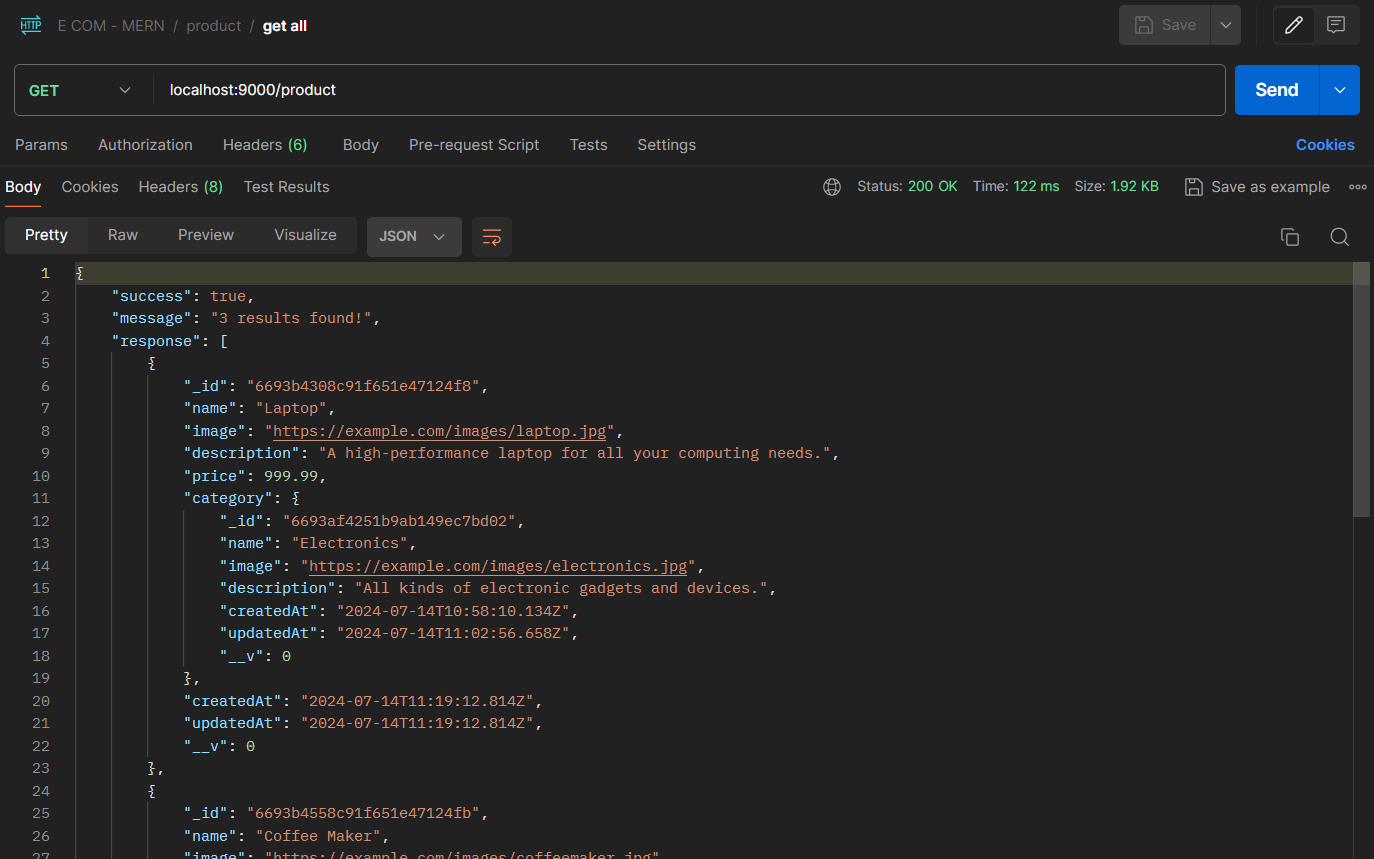 HTTP E COM - MERN / product / get all Save
GET localhost:9000/product Send
Params Authorization Headers (6) Body Pre-request Script Tests Settings Cookies
Body Cookies Headers (8) Test Results Status: 200 OK Time: 122 ms Size: 1.92 KB Save as example
Pretty Raw Preview Visualize JSON
1 {
2 "success": true,
3 "message": "3 results found!",
4 "response": [
5 {
6 "_id": "6693b4308c91f651e47124f8",
7 "name": "Laptop",
8 "image": "https://example.com/images/laptop.jpg",
9 "description": "A high-performance laptop for all your computing needs.",
10 "price": 999.99,
11 "category": {
12 "_id": "6693af4251b9ab149ec7bd02",
13 "name": "Electronics",
14 "image": "https://example.com/images/electronics.jpg",
15 "description": "All kinds of electronic gadgets and devices.",
16 "createdAt": "2024-07-14T10:58:10.134Z",
17 "updatedAt": "2024-07-14T11:02:56.658Z",
18 "__v": 0
19 },
20 "createdAt": "2024-07-14T11:19:12.814Z",
21 "updatedAt": "2024-07-14T11:19:12.814Z",
22 "__v": 0
23 },
24 {
25 "_id": "6693b4558c91f651e47124fb",
26 "name": "Coffee Maker",
27 "image": "https://example.com/images/coffeemaker.jpg"